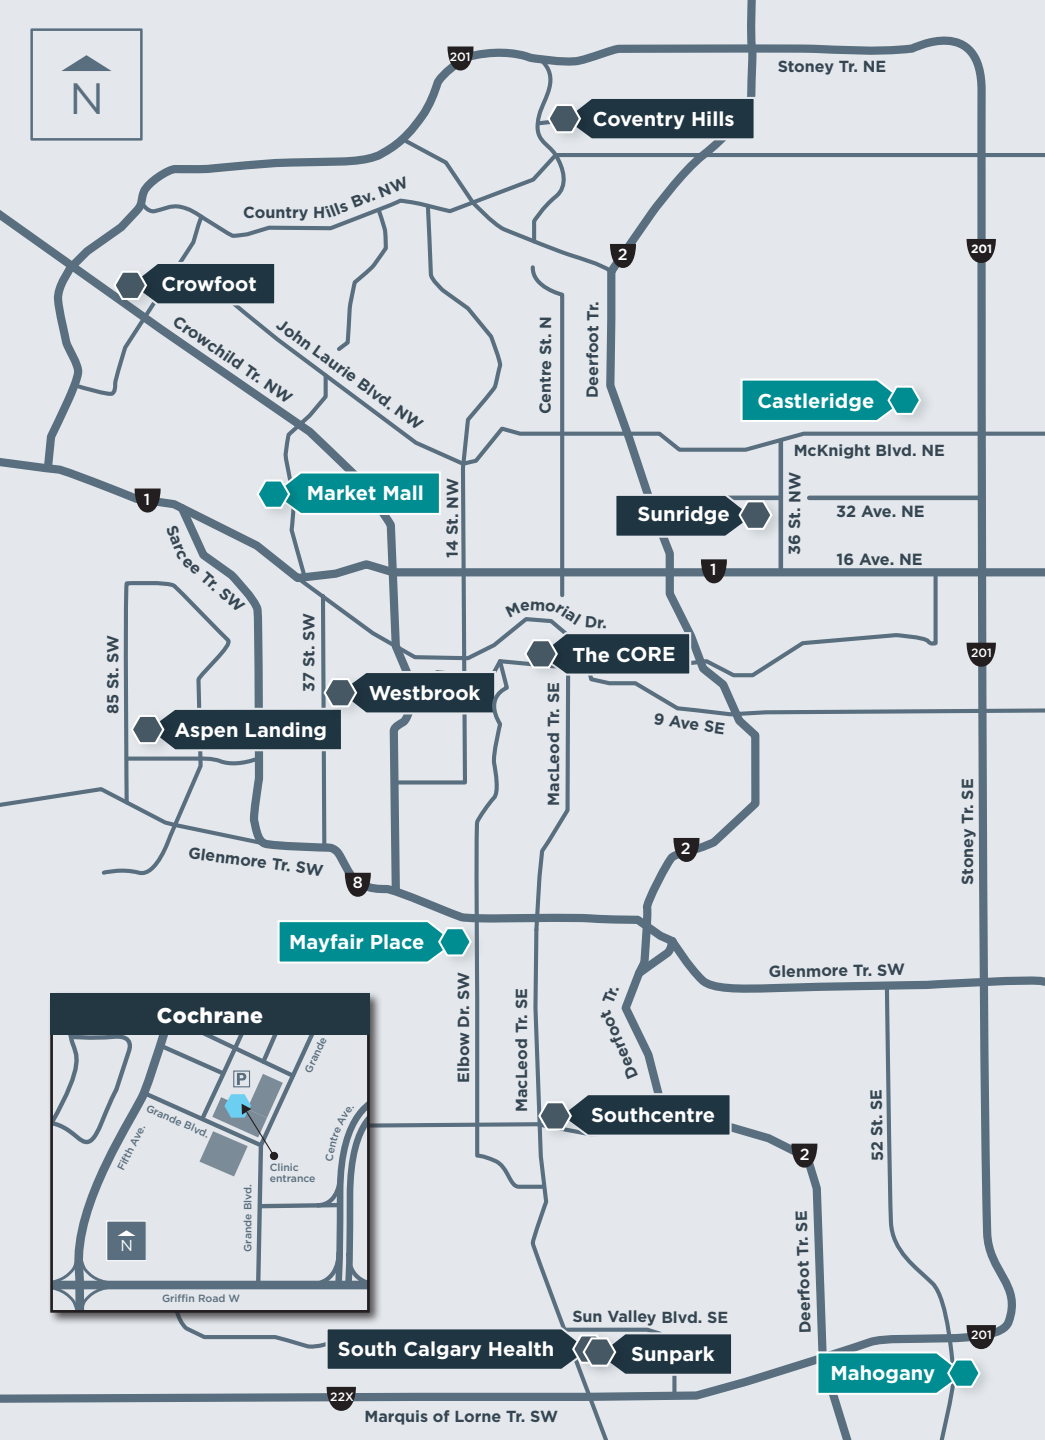 201
Stoney Tr. NE
N
Coventry Hills
Country Hills Bv. NW
2
201
Crowfoot
Crowchild Tr. NW
John Laurie Blvd. NW
Centre St. N
Deerfoot Tr.
Castleridge
McKnight Blvd. NE
Market Mall
1
14 St. NW
Sunridge
36 St. NW
32 Ave. NE
16 Ave. NE
1
Sarcee Tr. SW
Memorial Dr.
85 St. SW
37 St. SW
The CORE
201
Westbrook
Aspen Landing
MacLeod Tr. SE
9 Ave SE
Stoney Tr. SE
Glenmore Tr. SW
8
2
Mayfair Place
Glenmore Tr. SW
Elbow Dr. SW
MacLeod Tr. SE
Deerfoot Tr.
Cochrane
Grande
P
Grande Blvd.
Fifth Ave.
Centre Ave.
Clinic
entrance
Grande Blvd.
N
Griffin Road W
Southcentre
52 St. SE
2
Deerfoot Tr. SE
Sun Valley Blvd. SE
201
South Calgary Health
Sunpark
Mahogany
22X
Marquis of Lorne Tr. SW